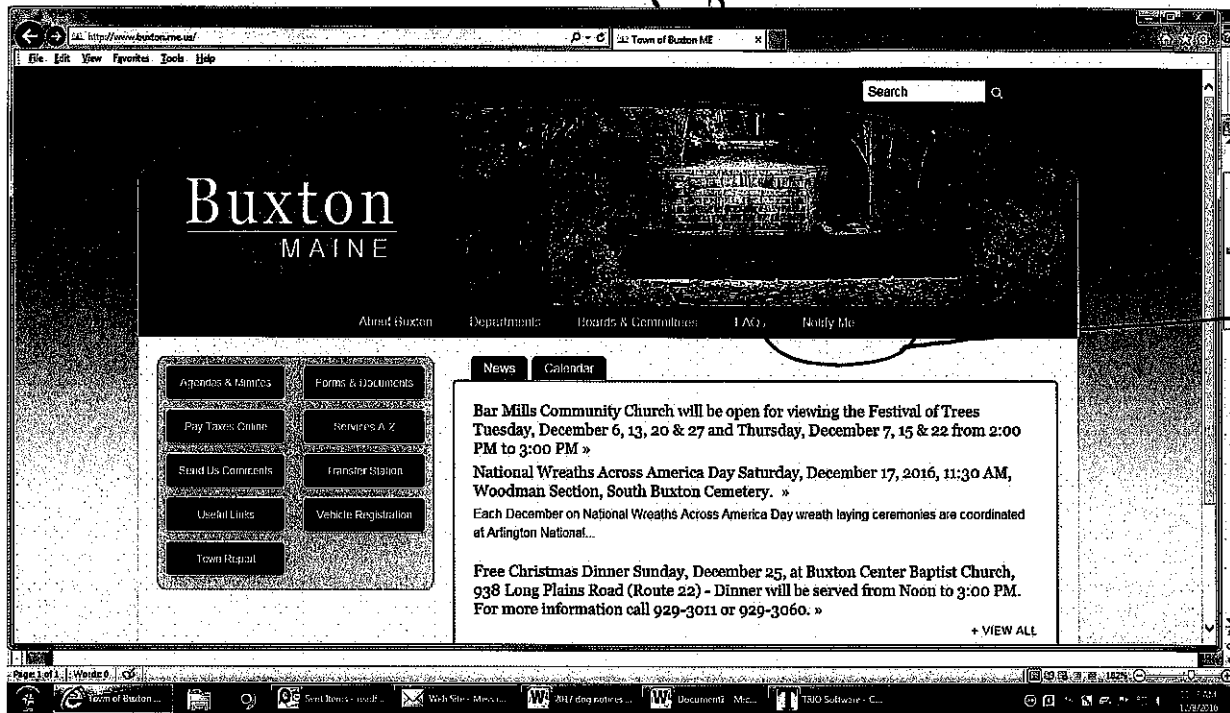 http://www.buxton.me.us/
Town of Buxton ME
File Edit View Favorites Tools Help
Search
Buxton
MAINE
About Buxton Departments Boards & Committees FAQs Notify Me
Agendas & Minutes Forms & Documents
Pay Taxes Online Services A-Z
Send Us Comments Transfer Station
Useful Links Vehicle Registration
Town Report
News Calendar
Bar Mills Community Church will be open for viewing the Festival of Trees
Tuesday, December 6, 13, 20 & 27 and Thursday, December 7, 15 & 22 from 2:00
PM to 3:00 PM »
National Wreaths Across America Day Saturday, December 17, 2016, 11:30 AM,
Woodman Section, South Buxton Cemetery. »
Each December on National Wreaths Across America Day wreath laying ceremonies are coordinated
at Arlington National...
Free Christmas Dinner Sunday, December 25, at Buxton Center Baptist Church,
938 Long Plains Road (Route 22) - Dinner will be served from Noon to 3:00 PM.
For more information call 929-3011 or 929-3060. »
+ VIEW ALL
Page: 1 of 1 Words: 0 182%
Town of Buxton ... Sent Items - Web Site - Mess... 2017 dog notices ... Document2 - Mic... TRIO Software - C...
12/8/2016